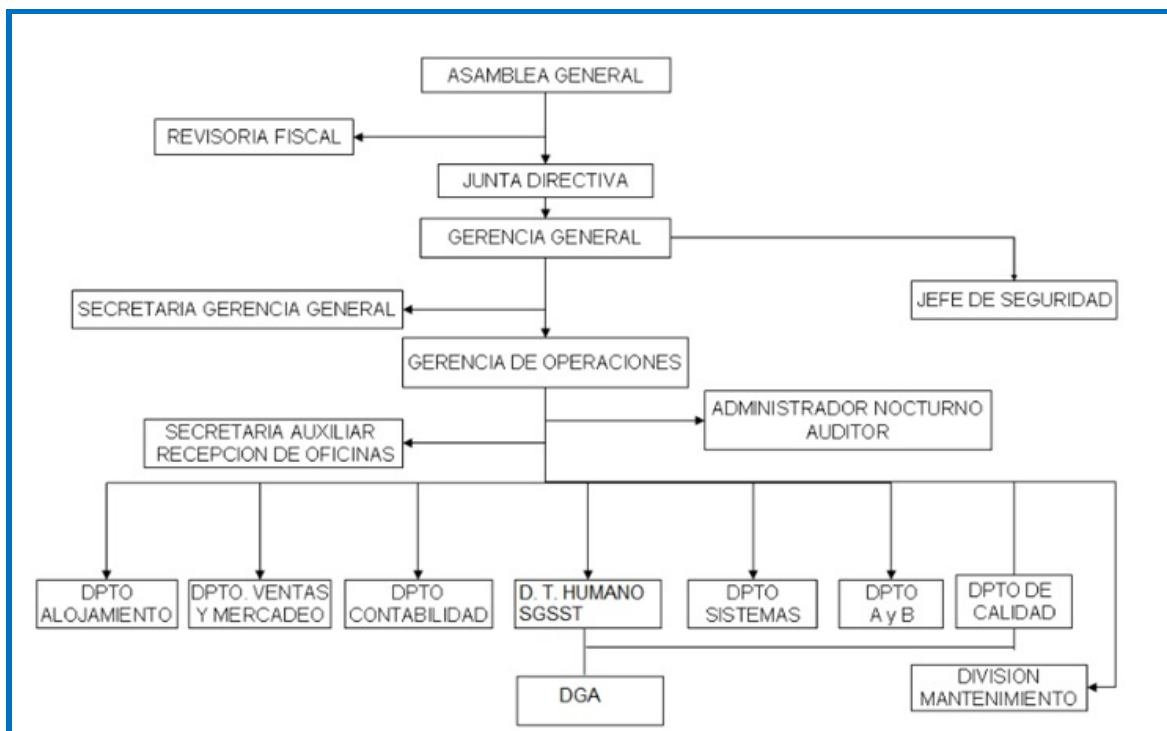 ASAMBLEA GENERAL
REVISORIA FISCAL
JUNTA DIRECTIVA
GERENCIA GENERAL
JEFE DE SEGURIDAD
SECRETARIA GERENCIA GENERAL
GERENCIA DE OPERACIONES
ADMINISTRADOR NOCTURNO
AUDITOR
SECRETARIA AUXILIAR
RECEPCION DE OFICINAS
DPTO
ALOJAMIENTO
DPTO. VENTAS
Y MERCADEO
DPTO
CONTABILIDAD
D. T. HUMANO
SGSST
DPTO
SISTEMAS
DPTO
A y B
DPTO DE
CALIDAD
DIVISION
MANTENIMIENTO
DGA